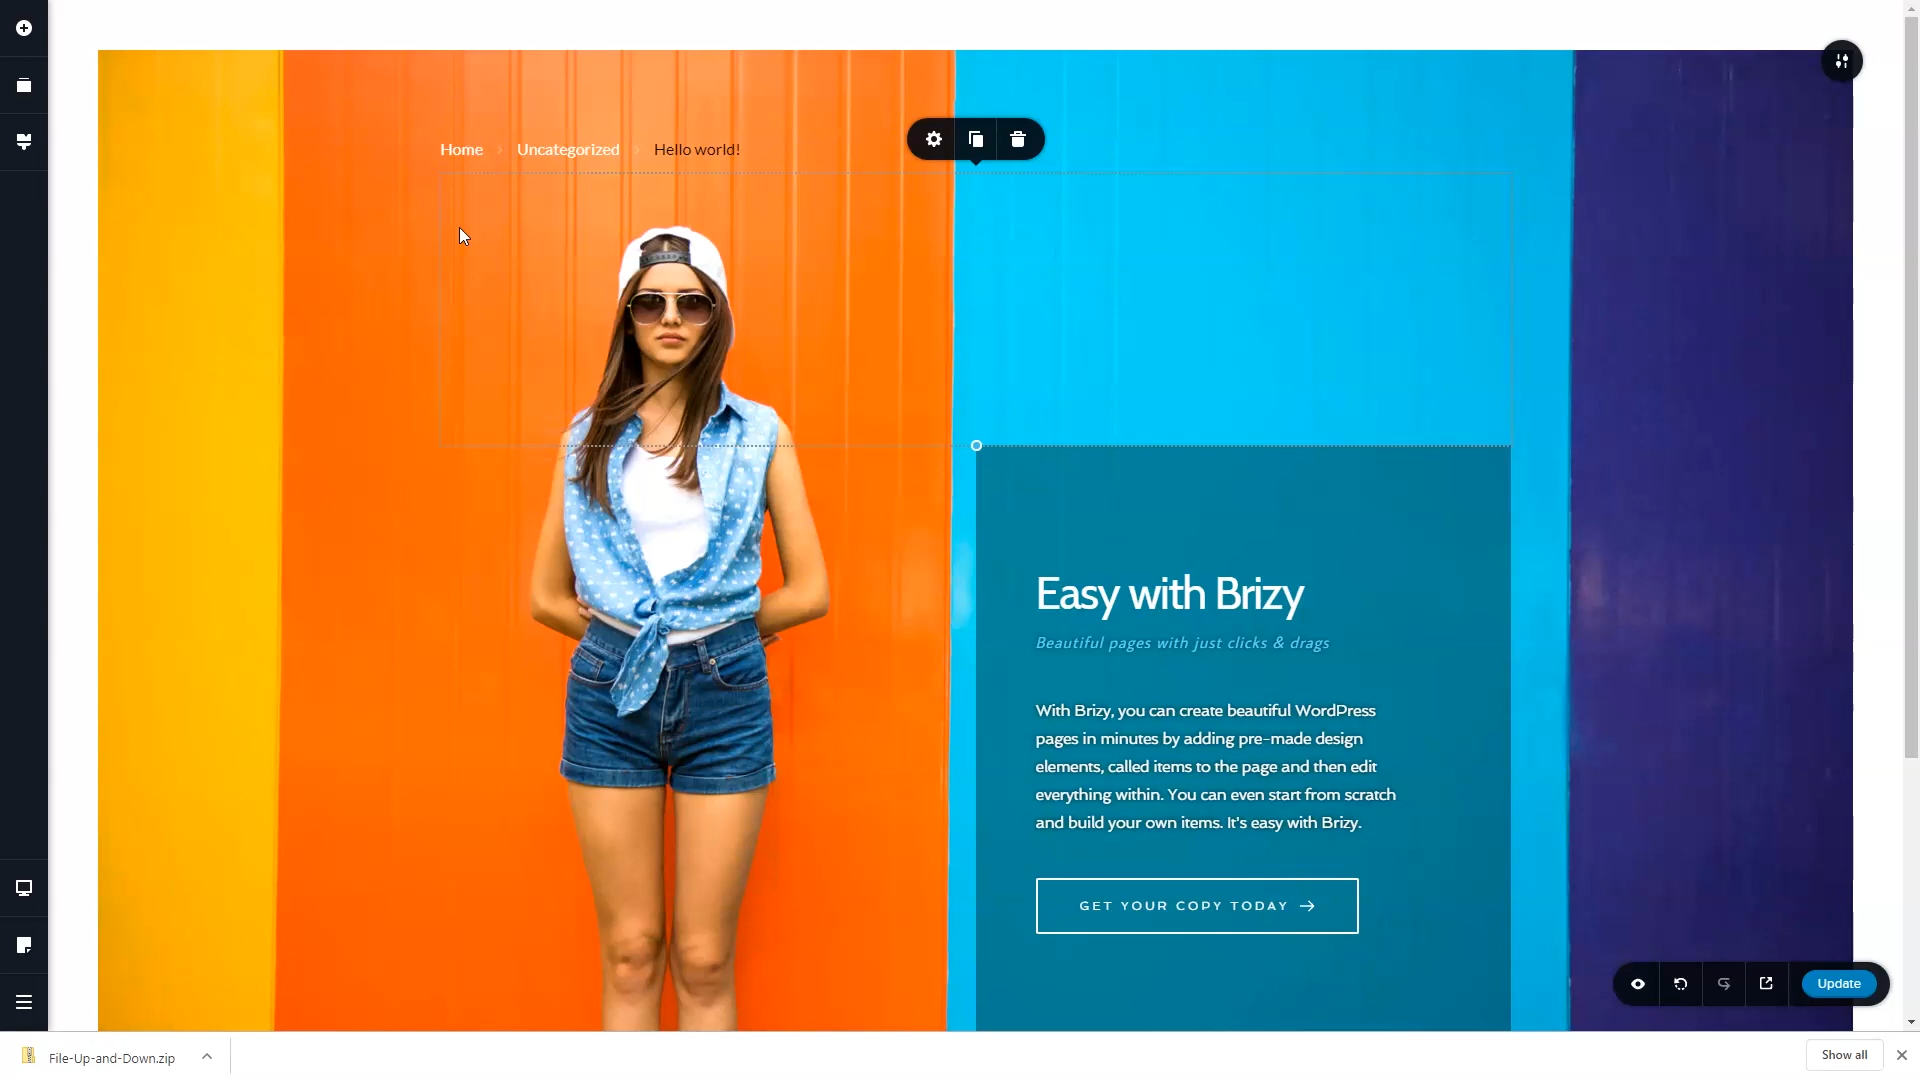 Home Uncategorized Hello world!
Easy with Brizy
Beautiful pages with just clicks & drags
With Brizy, you can create beautiful WordPress
pages in minutes by adding pre-made design
elements, called items to the page and then edit
everything within. You can even start from scratch
and build your own items. It's easy with Brizy.
GET YOUR COPY TODAY
Update
File-Up-and-Down.zip
Show all